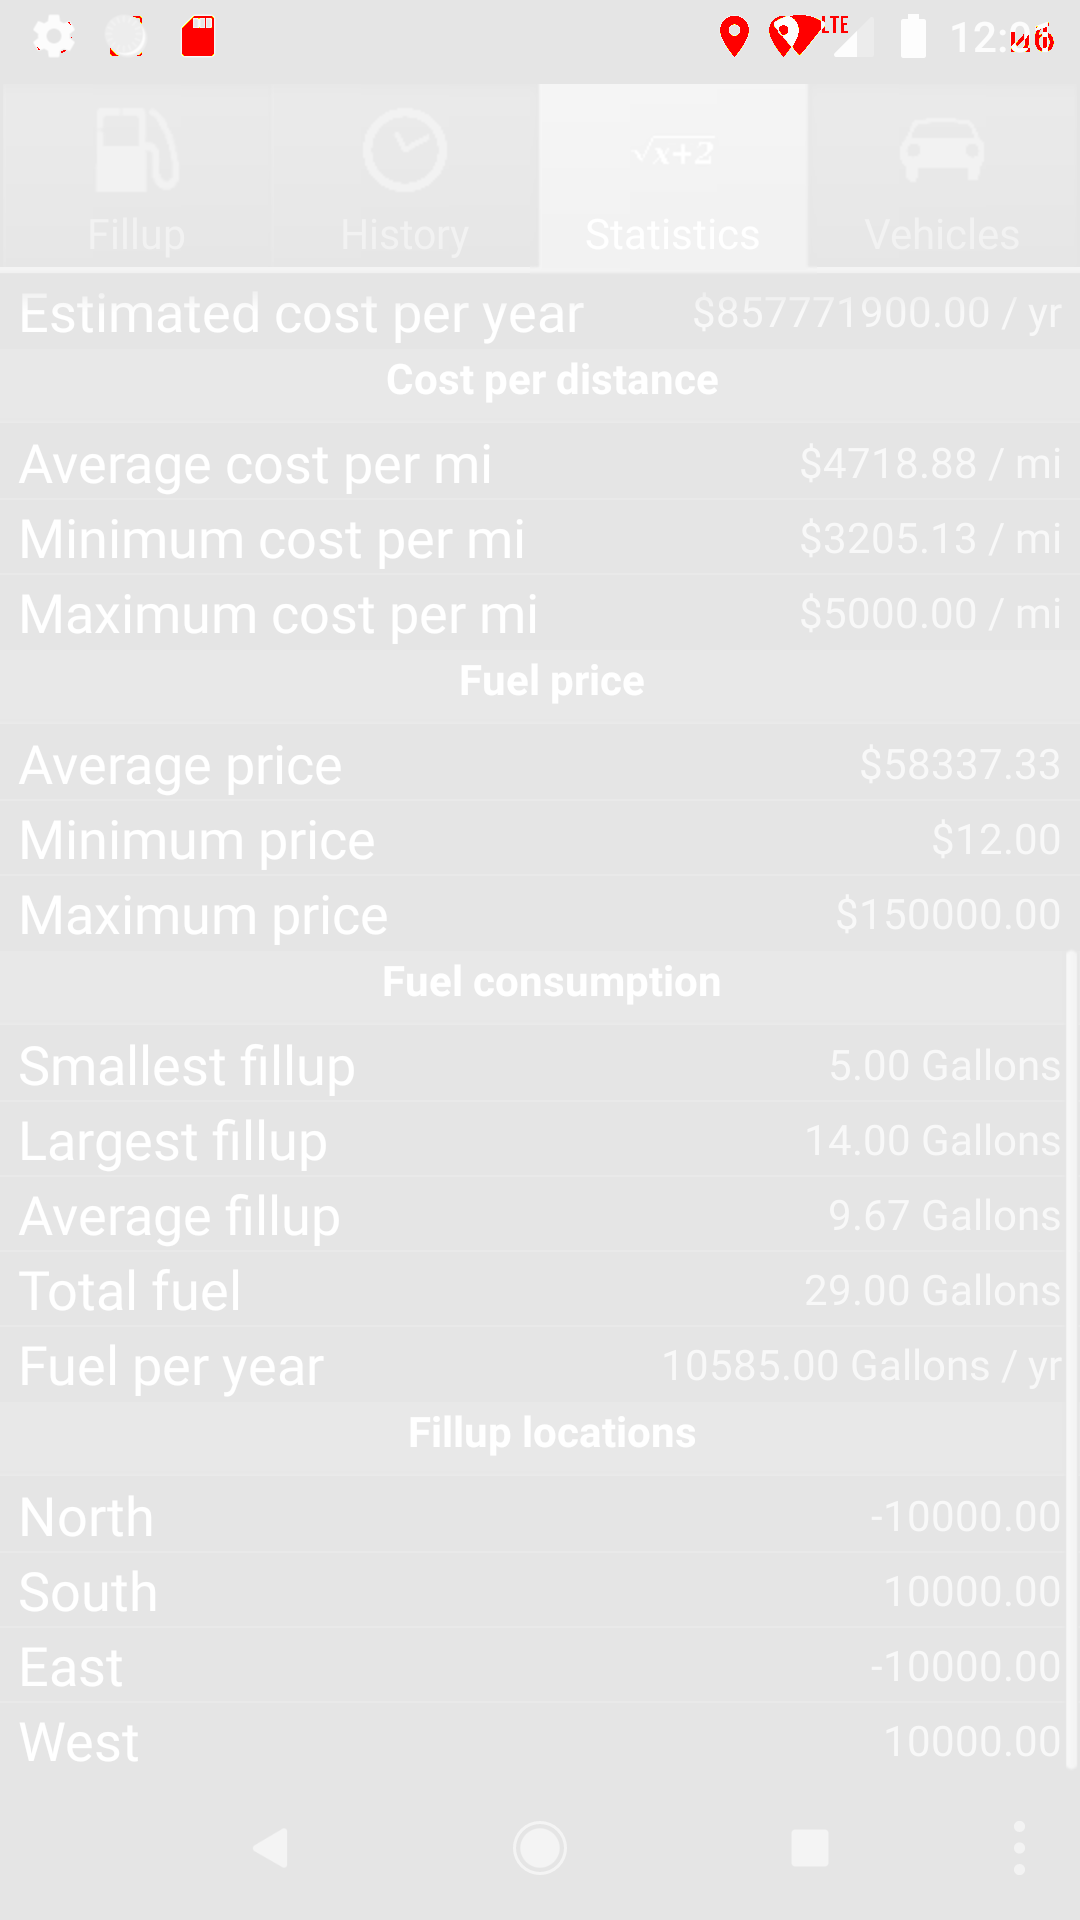 LTE
Fillup History √x+2 Statistics Vehicles
Estimated cost per year $857771900.00 / yr
Cost per distance
Average cost per mi $4718.88 / mi
Minimum cost per mi $3205.13 / mi
Maximum cost per mi $5000.00 / mi
Fuel price
Average price $58337.33
Minimum price $12.00
Maximum price $150000.00
Fuel consumption
Smallest fillup 5.00 Gallons
Largest fillup 14.00 Gallons
Average fillup 9.67 Gallons
Total fuel 29.00 Gallons
Fuel per year 10585.00 Gallons / yr
Fillup locations
North -10000.00
South 10000.00
East -10000.00
West 10000.00